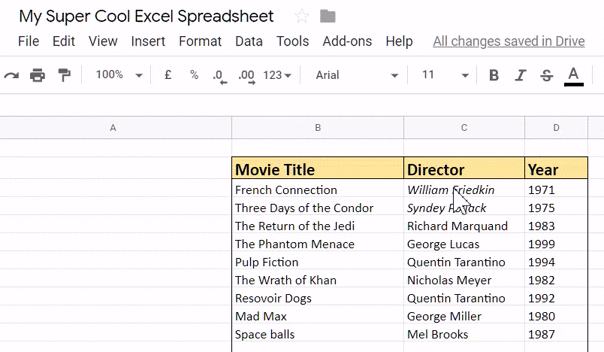 My Super Cool Excel Spreadsheet
File Edit View Insert Format Data Tools Add-ons Help All changes saved in Drive
100% £ % .0 .00 123 Arial 11 B I S A
A B C D
Movie Title Director Year
French Connection William Friedkin 1971
Three Days of the Condor Syndey Pollack 1975
The Return of the Jedi Richard Marquand 1983
The Phantom Menace George Lucas 1999
Pulp Fiction Quentin Tarantino 1994
The Wrath of Khan Nicholas Meyer 1982
Resovoir Dogs Quentin Tarantino 1992
Mad Max George Miller 1980
Space balls Mel Brooks 1987